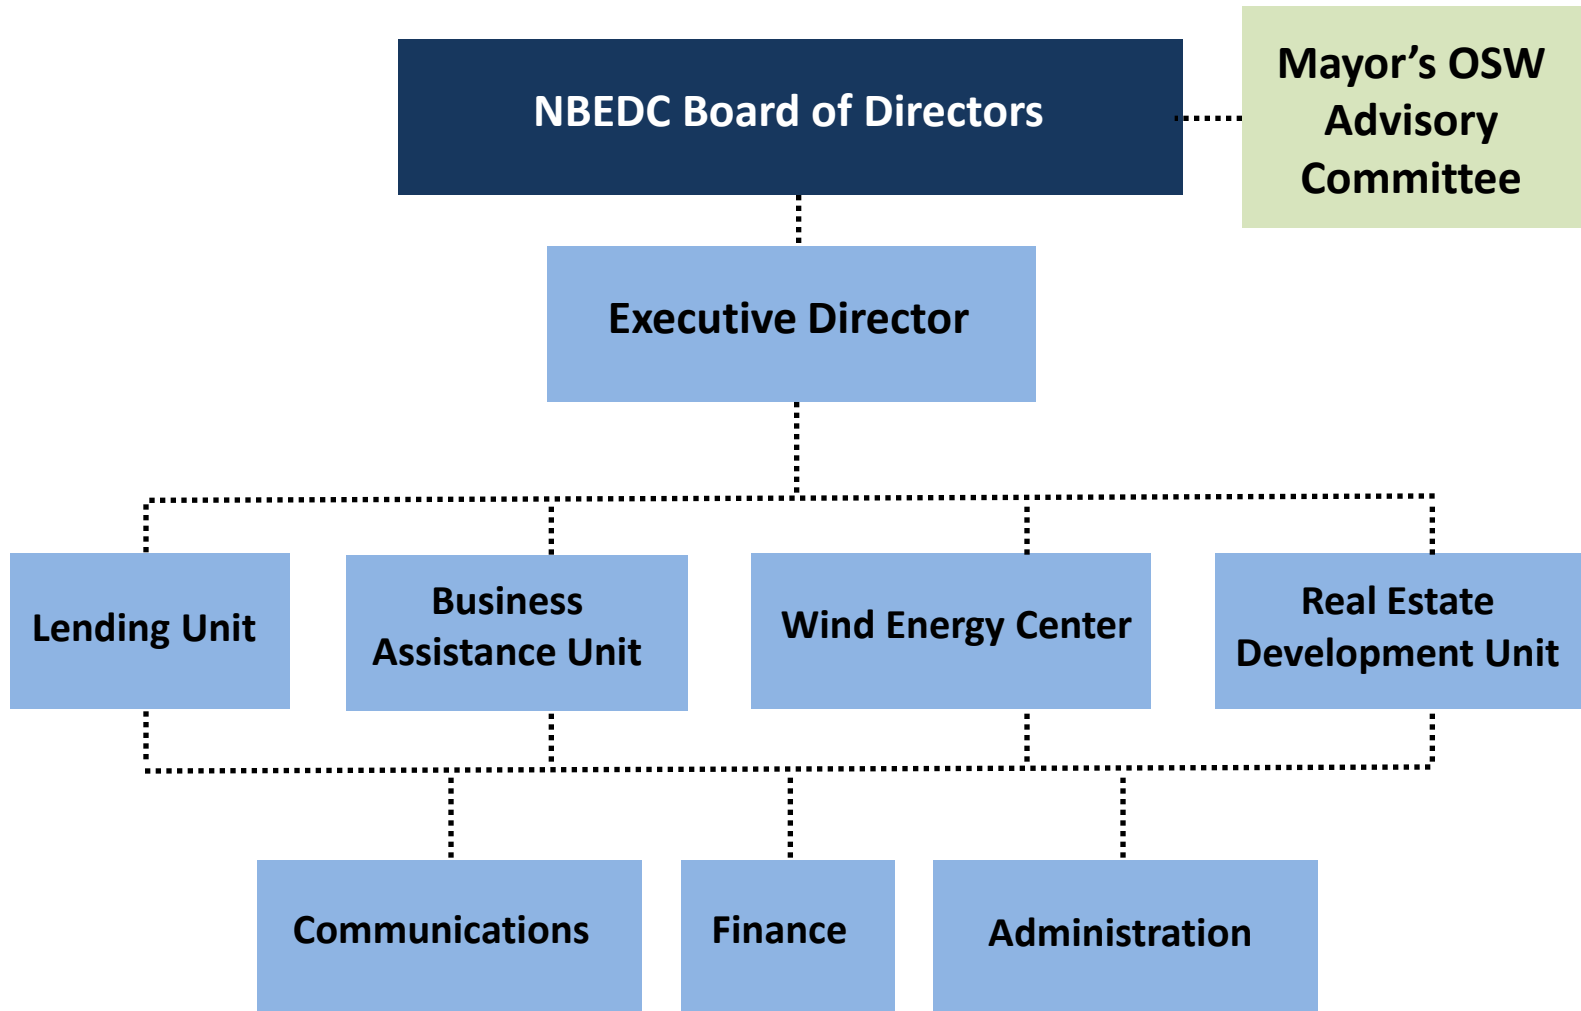 NBEDC Board of Directors
Mayor’s OSW
Advisory
Committee
Executive Director
Lending Unit
Business
Assistance Unit
Wind Energy Center
Real Estate
Development Unit
Communications
Finance
Administration